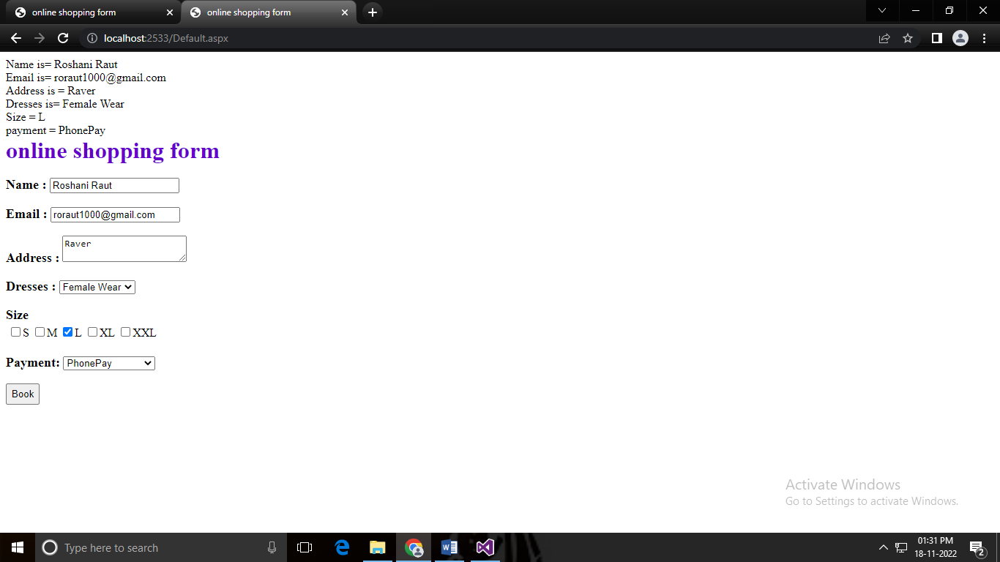 online shopping form
online shopping form
localhost:2533/Default.aspx
Name is= Roshani Raut
Email is= roraut1000@gmail.com
Address is = Raver
Dresses is= Female Wear
Size = L
payment = PhonePay
online shopping form
Name : Roshani Raut
Email : roraut1000@gmail.com
Address : Raver
Dresses : Female Wear
Size
S M L XL XXL
Payment: PhonePay
Book
Activate Windows
Go to Settings to activate Windows.
Type here to search
01:31 PM
18-11-2022
2